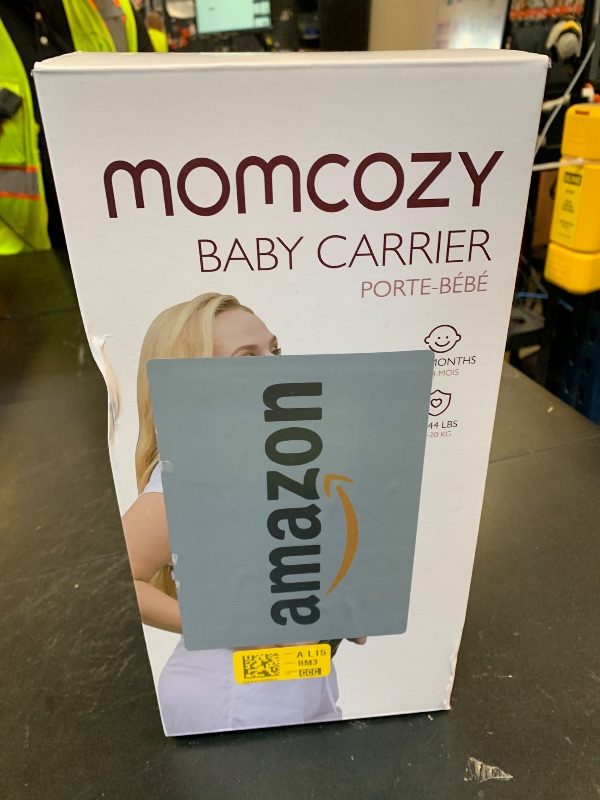 momcozy
BABY CARRIER
PORTE-BÉBÉ
MONTHS
MOIS
44 LBS
-20 KG
amazon
A L15
BM3
CCC